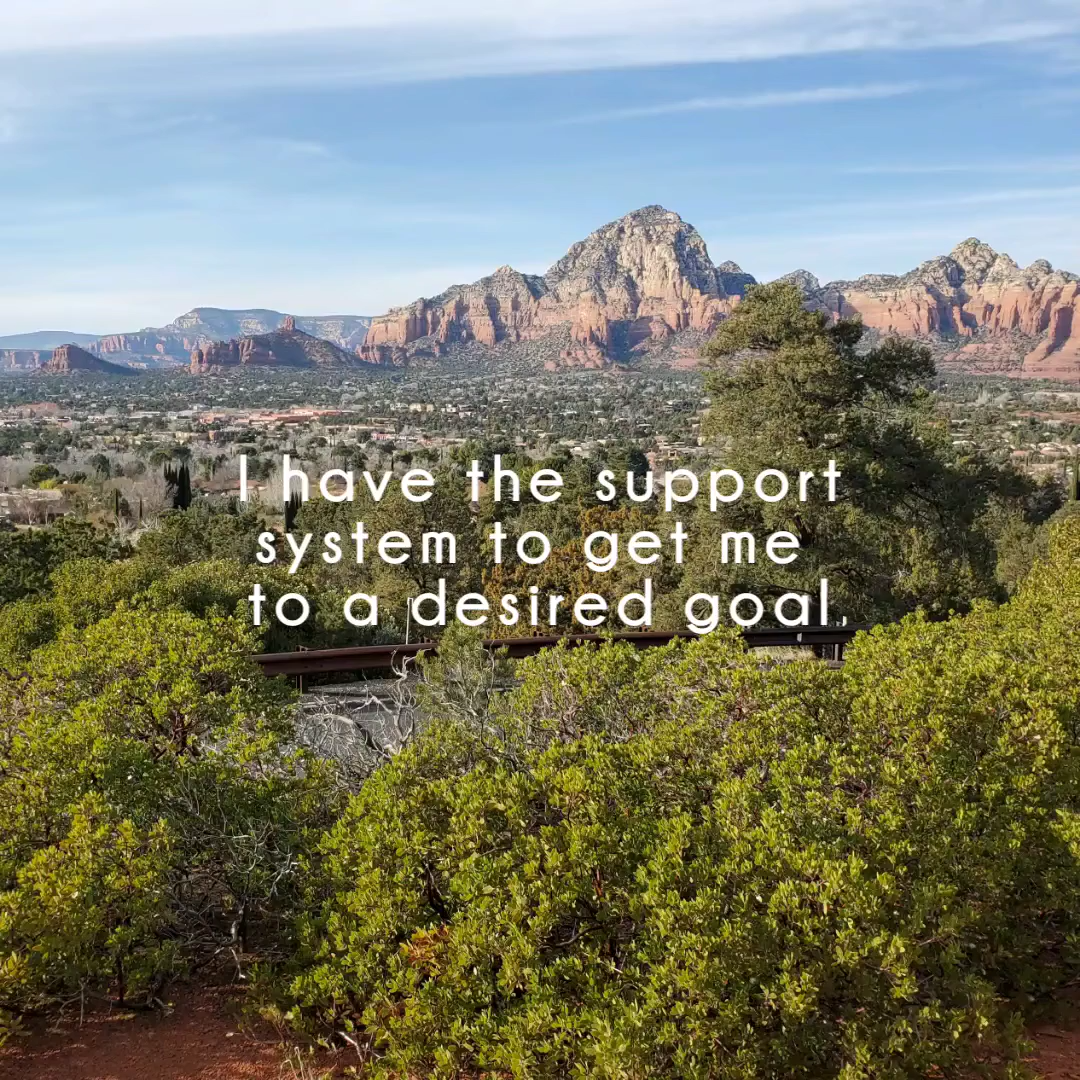 I have the support
system to get me
to a desired goal.